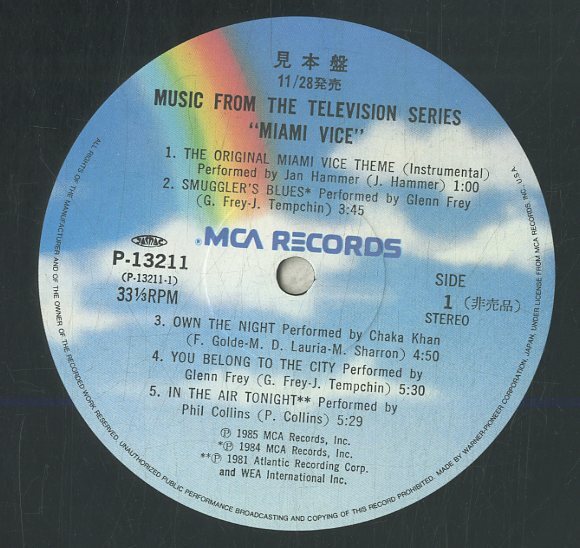 見本盤
11/28発売
MUSIC FROM THE TELEVISION SERIES
"MIAMI VICE"
1. THE ORIGINAL MIAMI VICE THEME (Instrumental)
Performed by Jan Hammer (J. Hammer) 1:00
2. SMUGGLER'S BLUES* Performed by Glenn Frey
(G. Frey-J. Tempchin) 3:45
®MCA RECORDS
JASRAC
P-13211
(P-13211-1)
33⅓RPM
SIDE
1 (非売品)
STEREO
3. OWN THE NIGHT Performed by Chaka Khan
(F. Golde-M. D. Lauria-M. Sharron) 4:50
4. YOU BELONG TO THE CITY Performed by
Glenn Frey (G. Frey-J. Tempchin) 5:30
5. IN THE AIR TONIGHT** Performed by
Phil Collins (P. Collins) 5:29
Ⓟ 1985 MCA Records, Inc.
*Ⓟ 1984 MCA Records, Inc.
**Ⓟ 1981 Atlantic Recording Corp.
and WEA International Inc.
ALL RIGHTS OF THE MANUFACTURER AND OF THE OWNER OF THE RECORDED WORK RESERVED. UNAUTHORIZED PUBLIC PERFORMANCE BROADCASTING AND COPYING OF THIS RECORD PROHIBITED. MADE BY WARNER-PIONEER CORPORATION, JAPAN, UNDER LICENSE FROM MCA RECORDS INC., U.S.A.